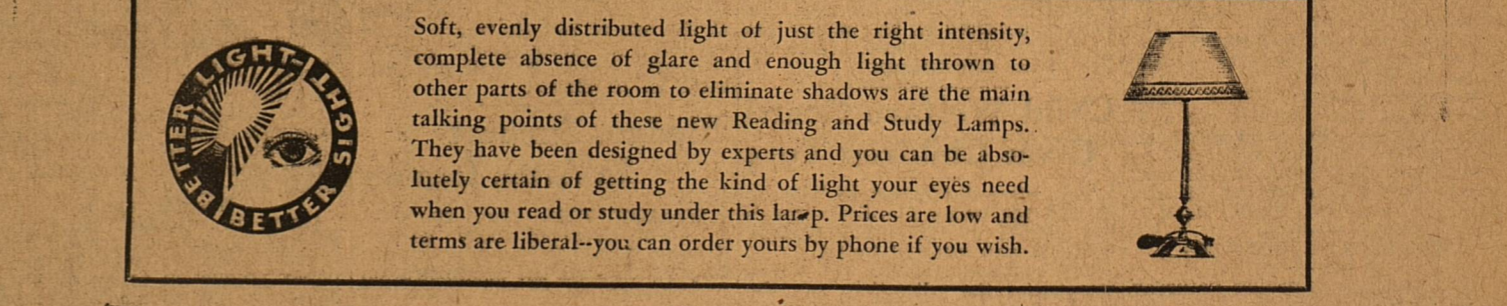 BETTER LIGHT-
BETTER SIGHT
Soft, evenly distributed light of just the right intensity,
complete absence of glare and enough light thrown to
other parts of the room to eliminate shadows are the main
talking points of these new Reading and Study Lamps.
They have been designed by experts and you can be abso-
lutely certain of getting the kind of light your eyes need
when you read or study under this lamp. Prices are low and
terms are liberal--you can order yours by phone if you wish.